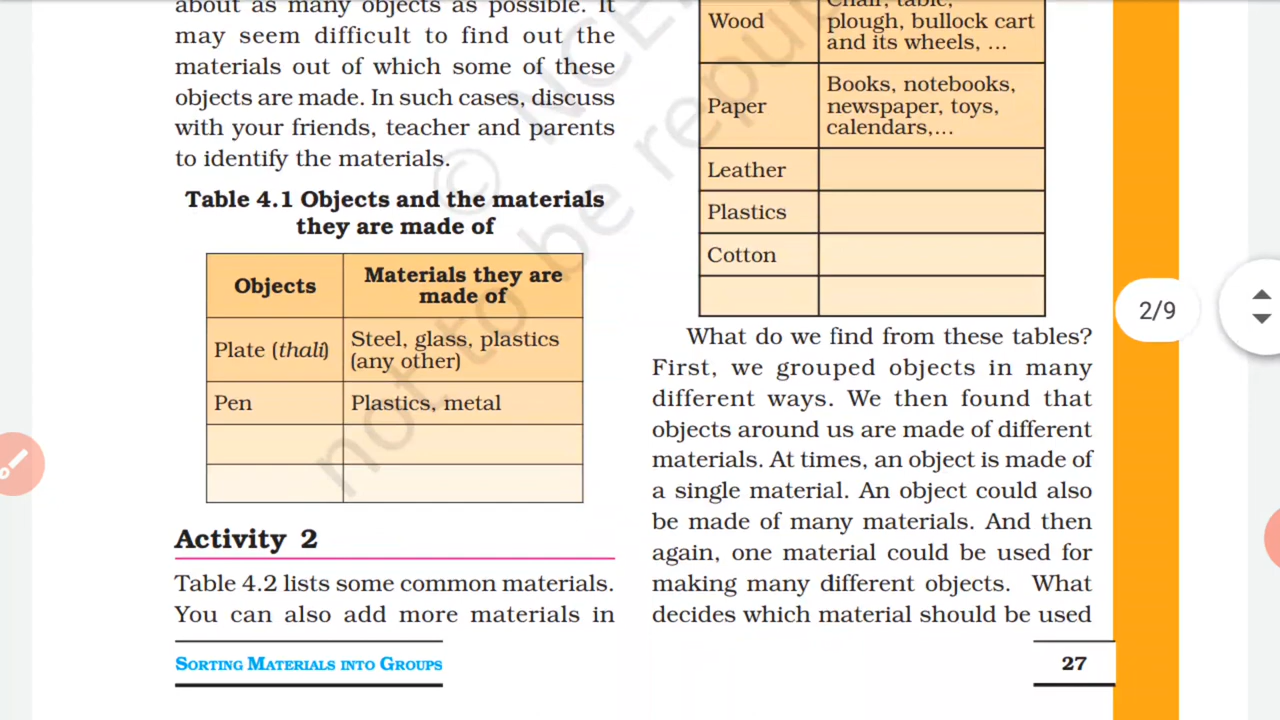 about as many objects as possible. It
may seem difficult to find out the
materials out of which some of these
objects are made. In such cases, discuss
with your friends, teacher and parents
to identify the materials.
Table 4.1 Objects and the materials
they are made of
Objects
Materials they are
made of
Plate (thali)
Steel, glass, plastics
(any other)
Pen
Plastics, metal
Activity 2
Table 4.2 lists some common materials.
You can also add more materials in
Wood
Chair, table,
plough, bullock cart
and its wheels, ...
Paper
Books, notebooks,
newspaper, toys,
calendars,...
Leather
Plastics
Cotton
What do we find from these tables?
First, we grouped objects in many
different ways. We then found that
objects around us are made of different
materials. At times, an object is made of
a single material. An object could also
be made of many materials. And then
again, one material could be used for
making many different objects. What
decides which material should be used
SORTING MATERIALS INTO GROUPS
27
2/9
not to be republ